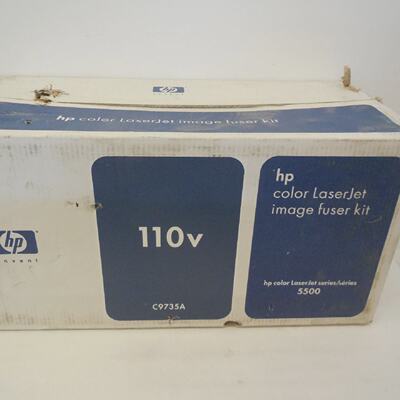 hp
hp color LaserJet image fuser kit
hp
invent
110v
C9735A
hp
color LaserJet
image fuser kit
hp color LaserJet series/séries
5500